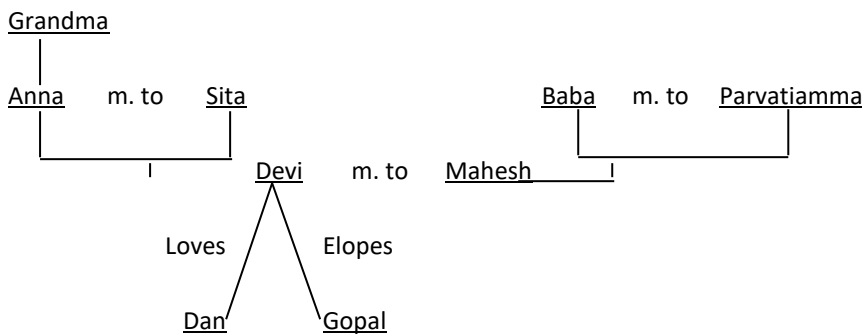 Grandma
Anna m. to Sita Baba m. to Parvatiamma
Devi m. to Mahesh
Loves Elopes
Dan Gopal